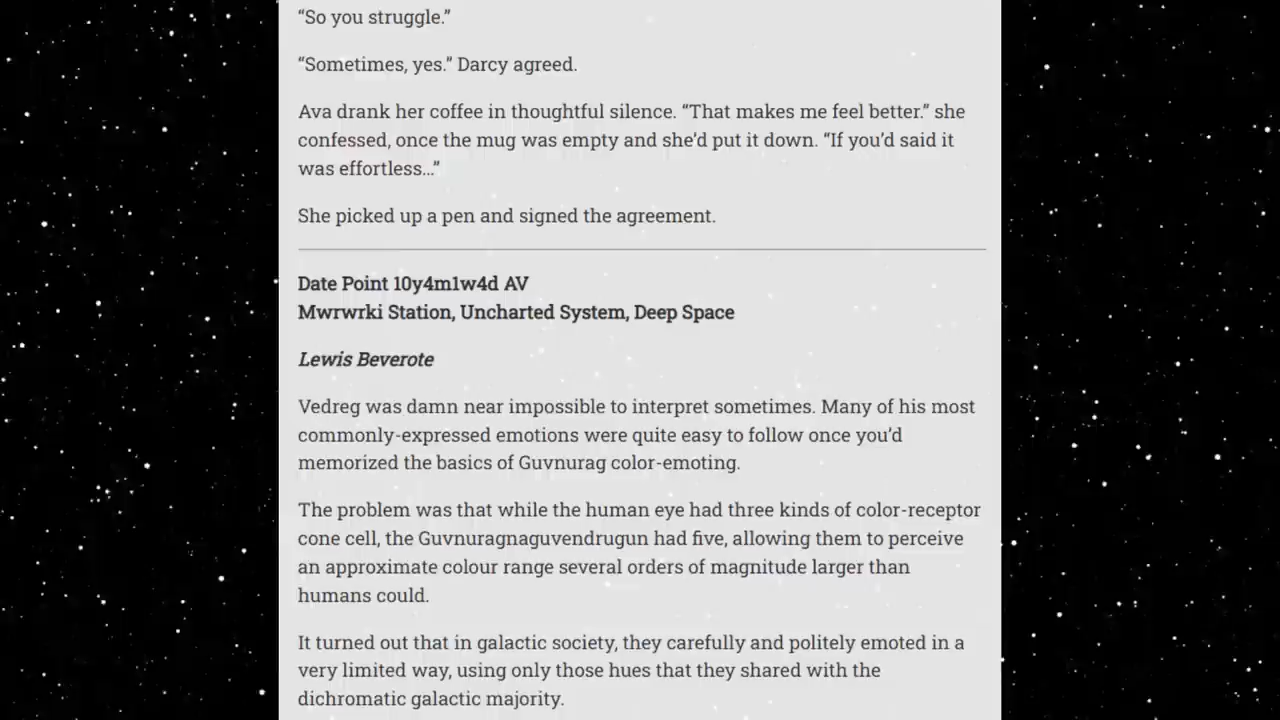 “So you struggle.”
“Sometimes, yes.” Darcy agreed.
Ava drank her coffee in thoughtful silence. “That makes me feel better.” she
confessed, once the mug was empty and she’d put it down. “If you’d said it
was effortless…”
She picked up a pen and signed the agreement.
Date Point 10y4m1w4d AV
Mwrwrki Station, Uncharted System, Deep Space
Lewis Beverote
Vedreg was damn near impossible to interpret sometimes. Many of his most
commonly-expressed emotions were quite easy to follow once you’d
memorized the basics of Guvnurag color-emoting.
The problem was that while the human eye had three kinds of color-receptor
cone cell, the Guvnuragnaguvendrugun had five, allowing them to perceive
an approximate colour range several orders of magnitude larger than
humans could.
It turned out that in galactic society, they carefully and politely emoted in a
very limited way, using only those hues that they shared with the
dichromatic galactic majority.